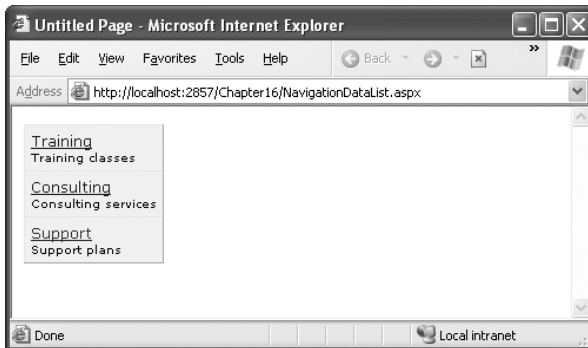 Untitled Page - Microsoft Internet Explorer
File Edit View Favorites Tools Help Back »
Address http://localhost:2857/Chapter16/NavigationDataList.aspx
Training
Training classes
Consulting
Consulting services
Support
Support plans
Done Local intranet